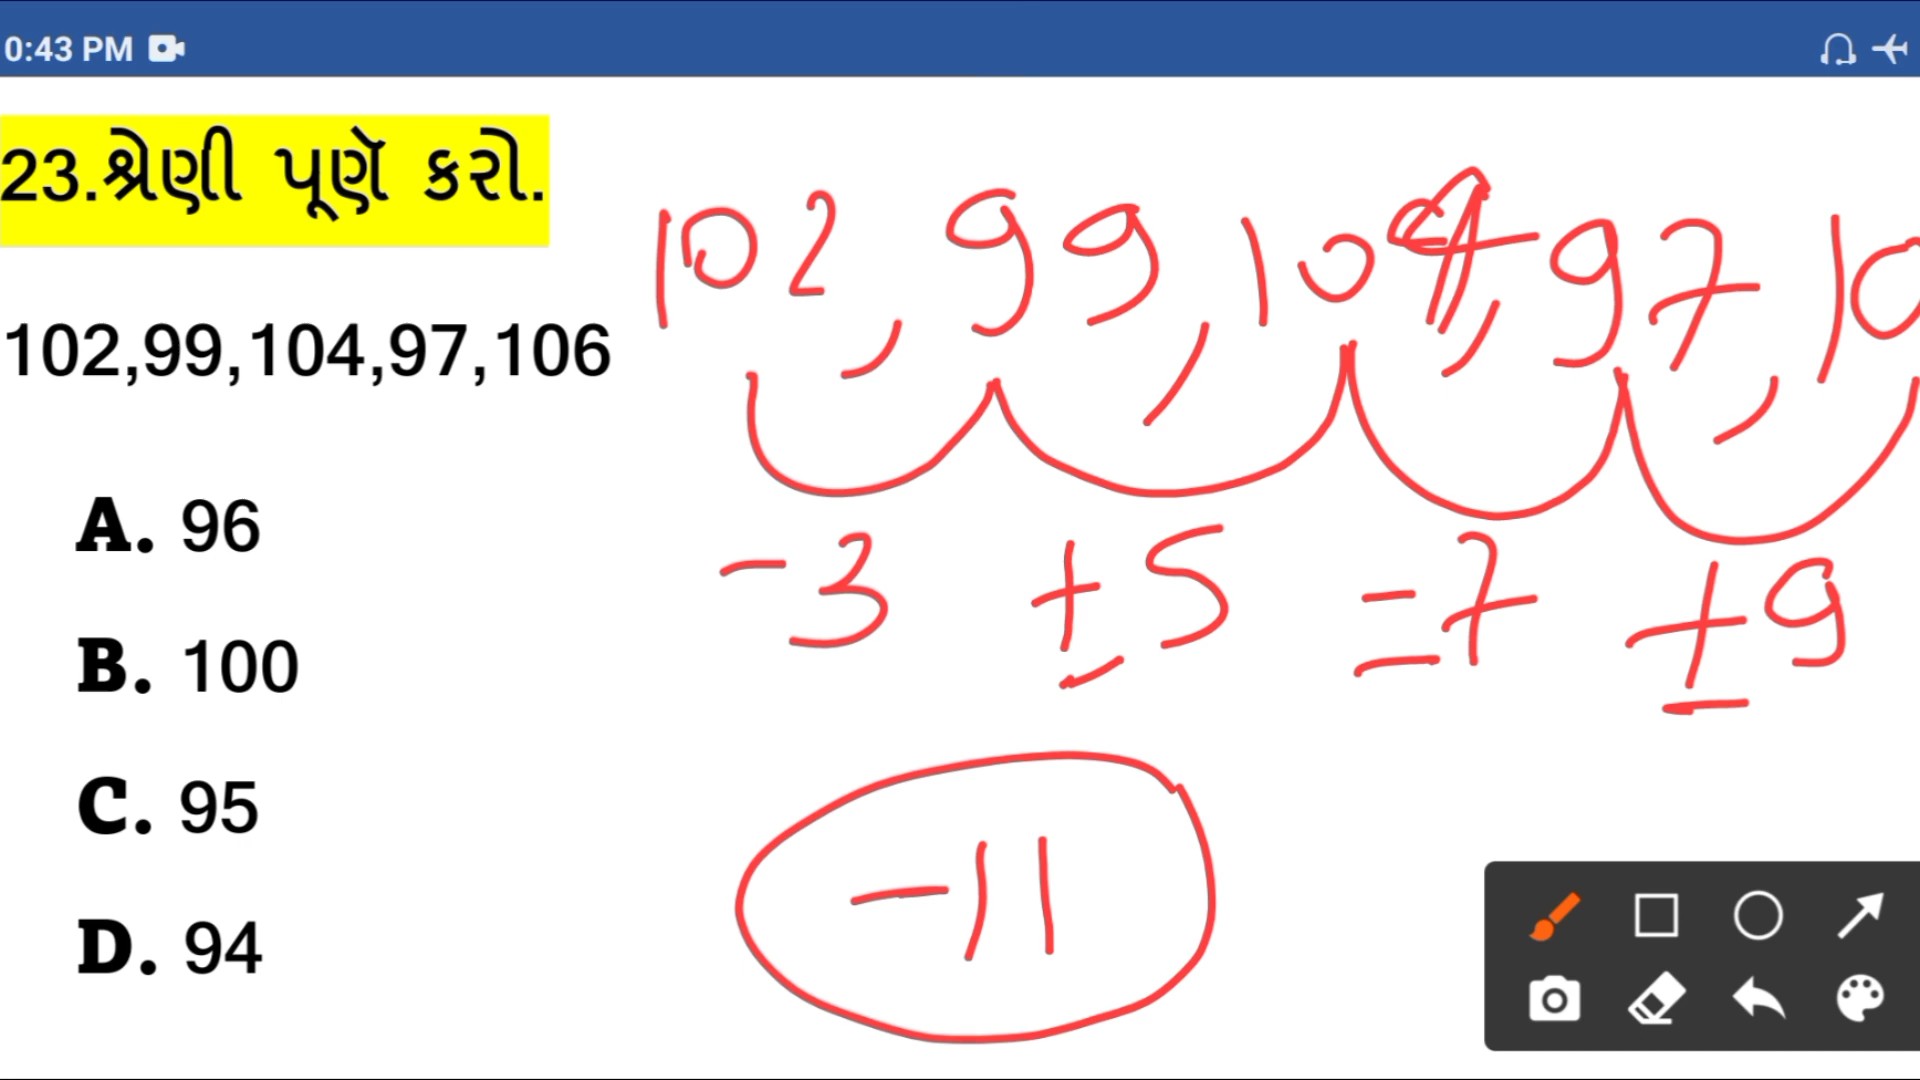 0:43 PM
23.શ્રેણી પૂર્ણ કરો.
102,99,104,97,106
A. 96
B. 100
C. 95
D. 94
102, 99, 104, 97, 10
-3 +5 -7 +9
-11